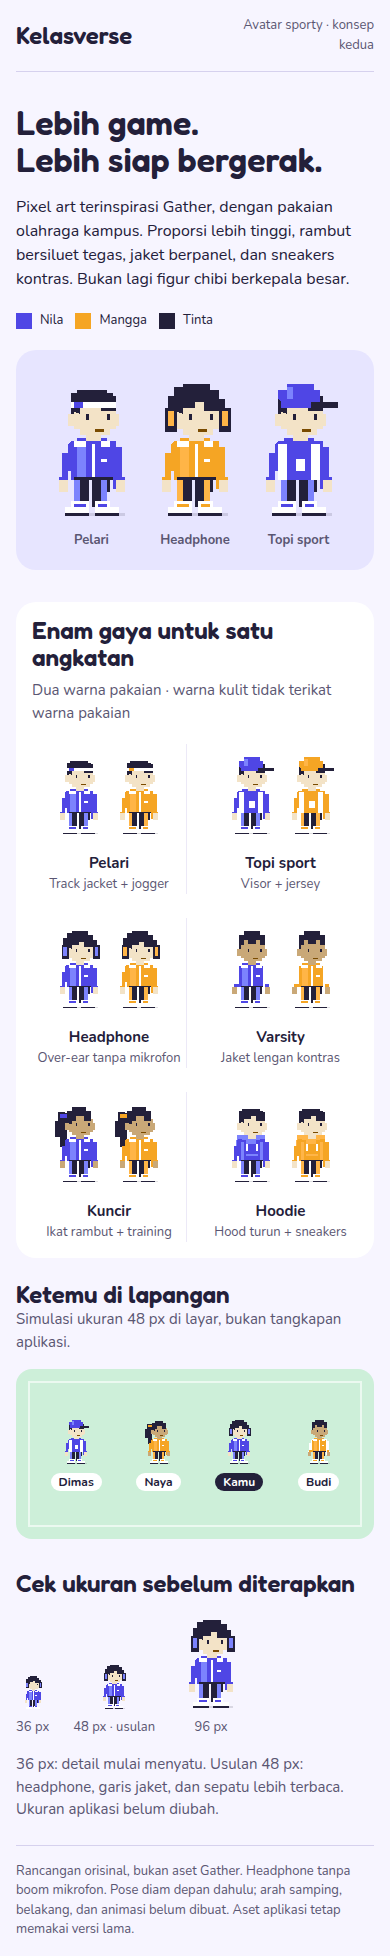 Kelasverse
Avatar sporty · konsep
kedua
Lebih game.
Lebih siap bergerak.
Pixel art terinspirasi Gather, dengan pakaian
olahraga kampus. Proporsi lebih tinggi, rambut
bersiluet tegas, jaket berpanel, dan sneakers
kontras. Bukan lagi figur chibi berkepala besar.
Nila Mangga Tinta
Pelari Headphone Topi sport
Enam gaya untuk satu
angkatan
Dua warna pakaian · warna kulit tidak terikat
warna pakaian
Pelari Topi sport
Track jacket + jogger Visor + jersey
Headphone Varsity
Over-ear tanpa mikrofon Jaket lengan kontras
Kuncir Hoodie
Ikat rambut + training Hood turun + sneakers
Ketemu di lapangan
Simulasi ukuran 48 px di layar, bukan tangkapan
aplikasi.
Dimas Naya Kamu Budi
Cek ukuran sebelum diterapkan
36 px 48 px · usulan 96 px
36 px: detail mulai menyatu. Usulan 48 px:
headphone, garis jaket, dan sepatu lebih terbaca.
Ukuran aplikasi belum diubah.
Rancangan orisinal, bukan aset Gather. Headphone tanpa
boom mikrofon. Pose diam depan dahulu; arah samping,
belakang, dan animasi belum dibuat. Aset aplikasi tetap
memakai versi lama.